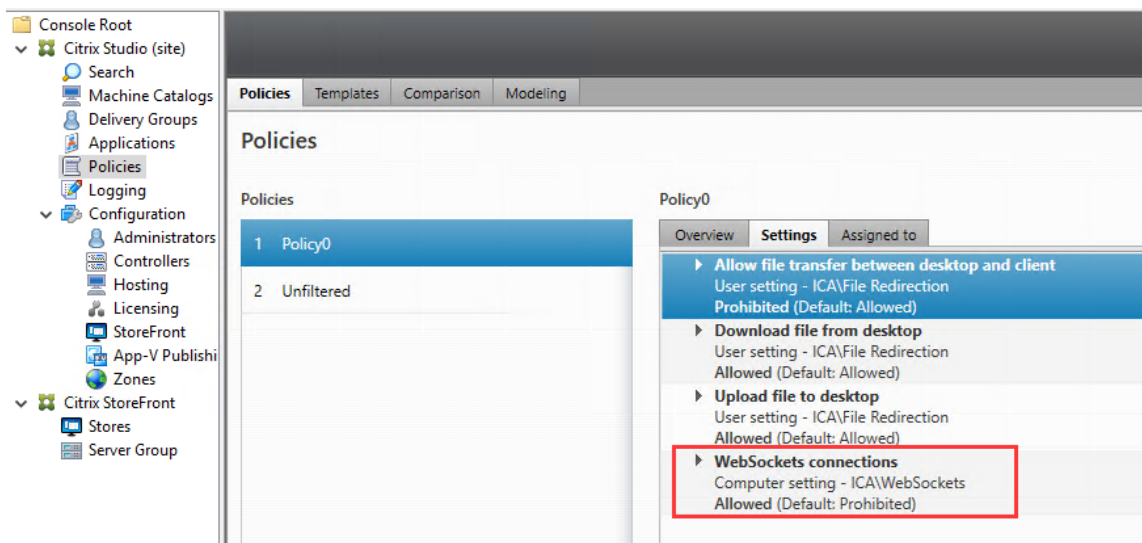 Console Root
Citrix Studio (site)
Search
Machine Catalogs
Delivery Groups
Applications
Policies
Logging
Configuration
Administrators
Controllers
Hosting
Licensing
StoreFront
App-V Publishi
Zones
Citrix StoreFront
Stores
Server Group
Policies Templates Comparison Modeling
Policies
Policies
1 Policy0
2 Unfiltered
Policy0
Overview Settings Assigned to
Allow file transfer between desktop and client
User setting - ICA\File Redirection
Prohibited (Default: Allowed)
Download file from desktop
User setting - ICA\File Redirection
Allowed (Default: Allowed)
Upload file to desktop
User setting - ICA\File Redirection
Allowed (Default: Allowed)
WebSockets connections
Computer setting - ICA\WebSockets
Allowed (Default: Prohibited)